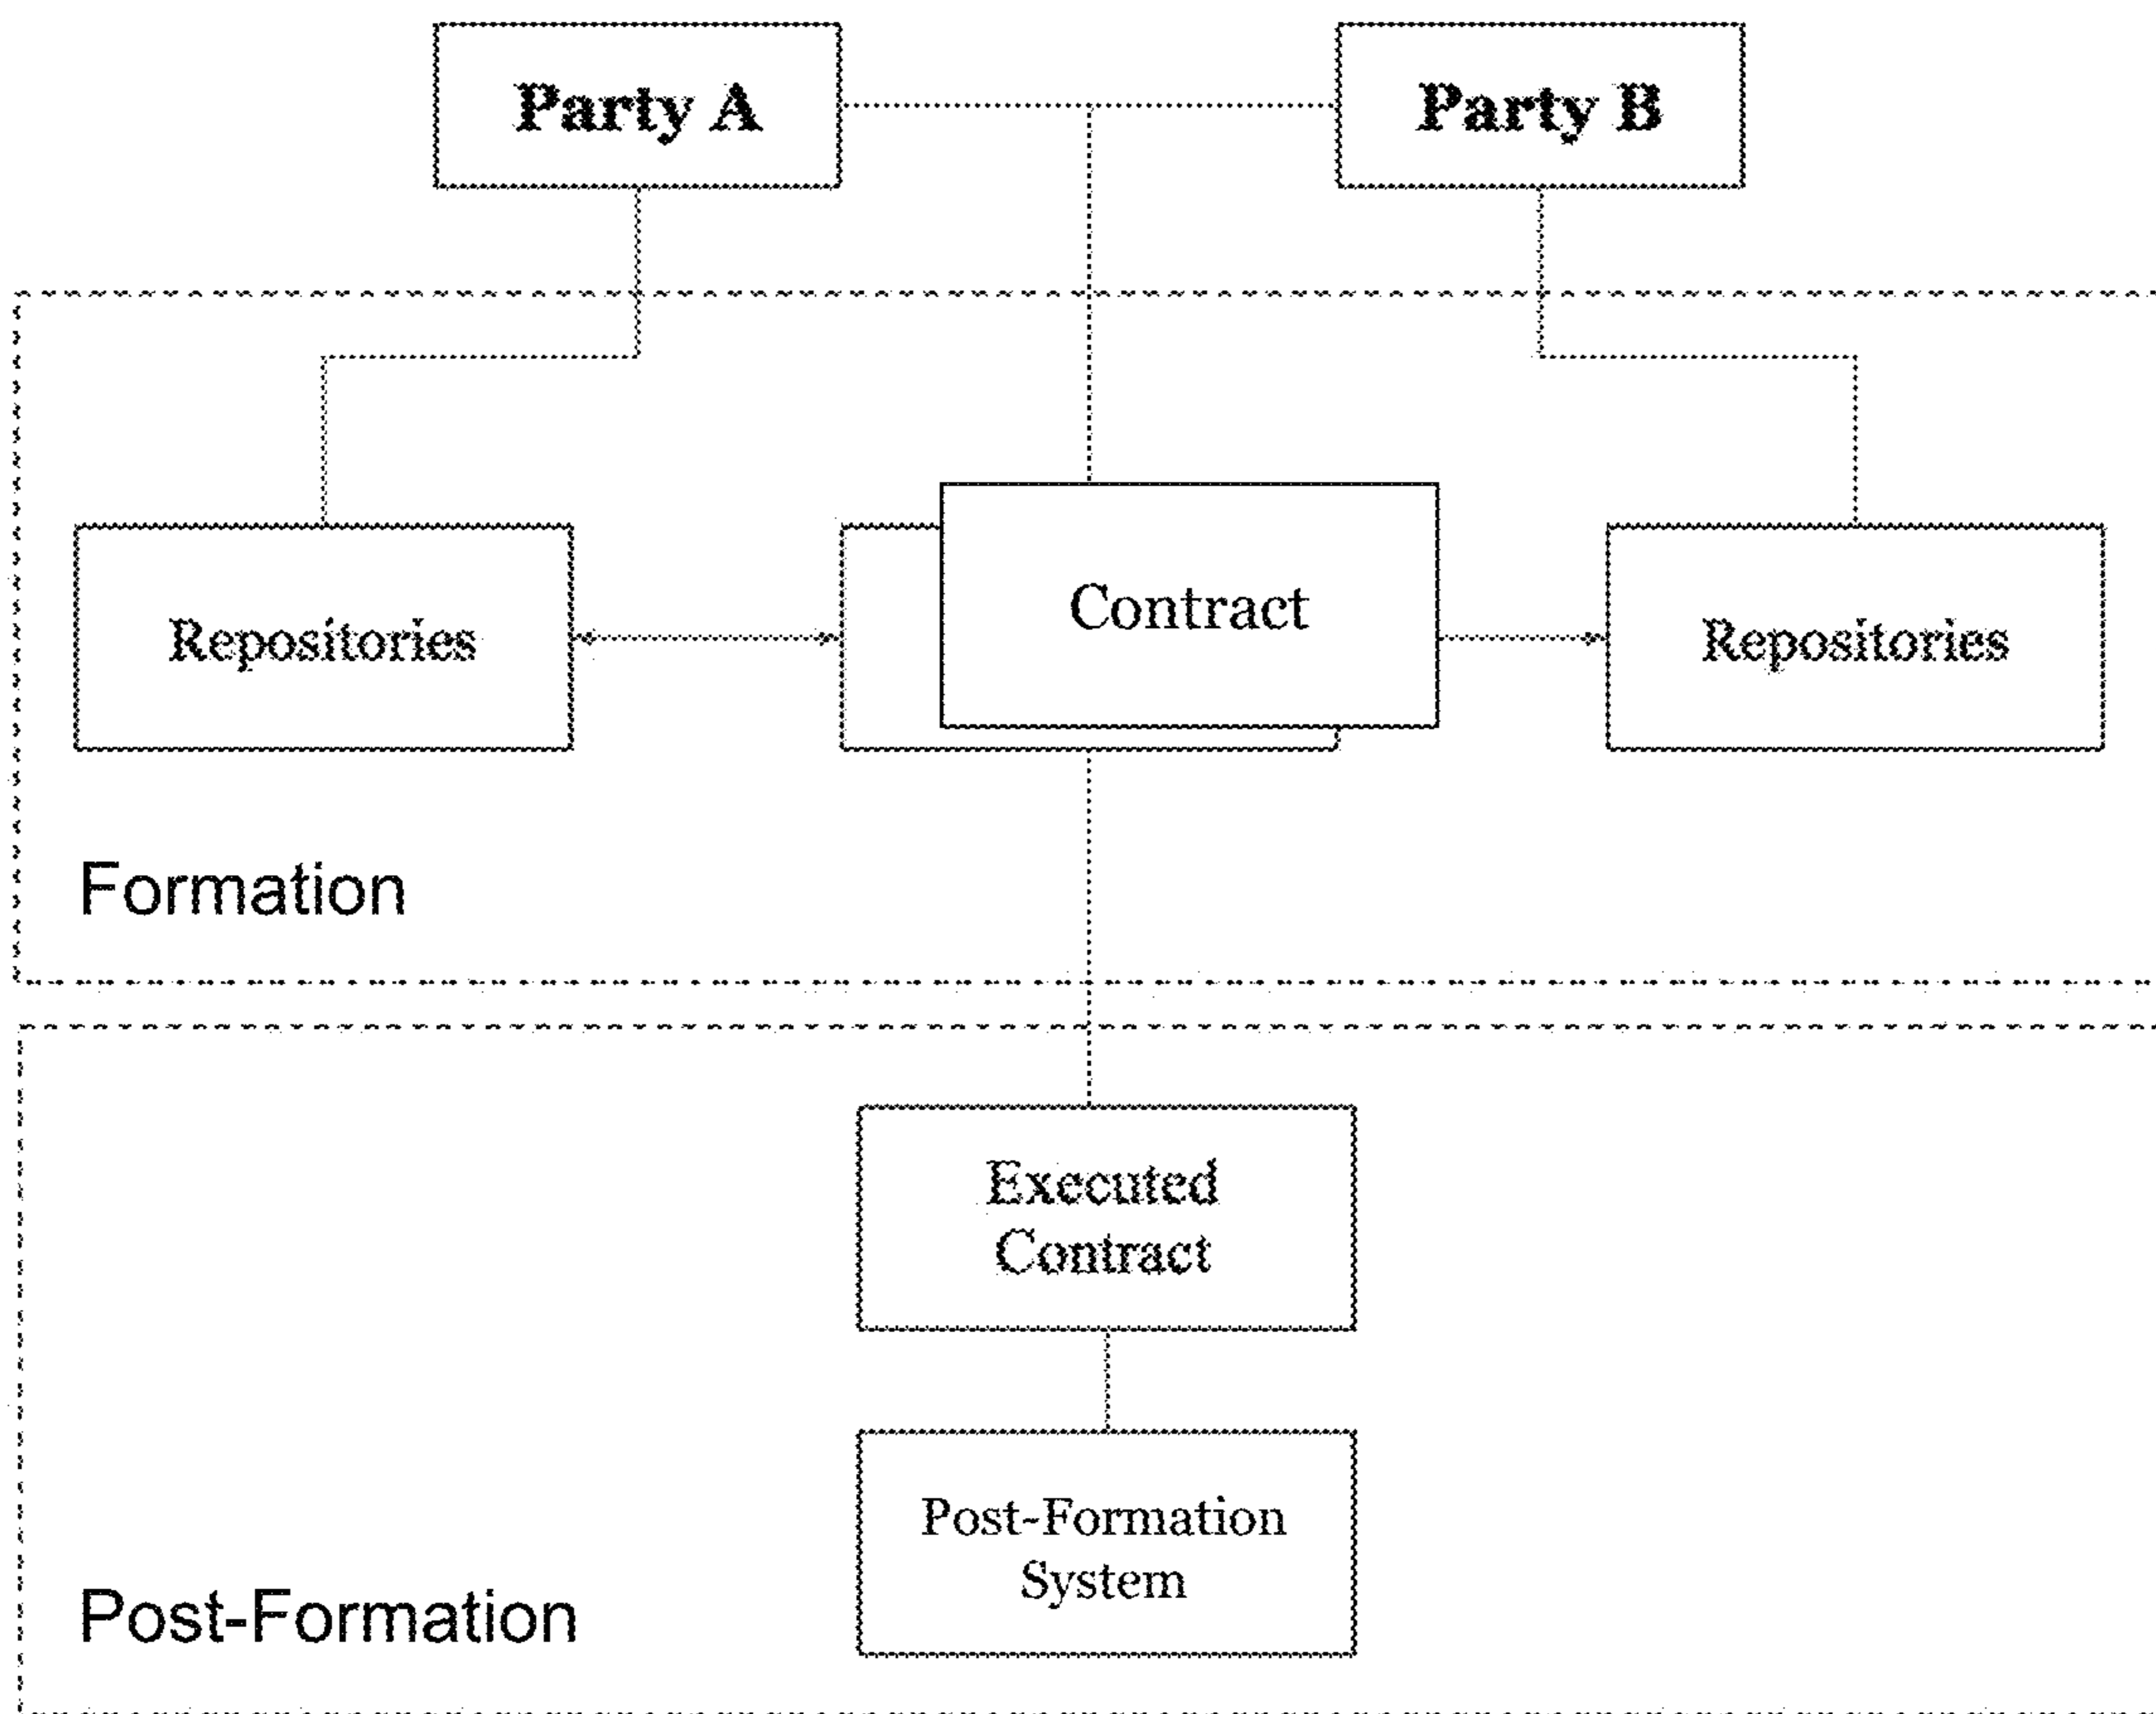 Party A
Party B
Contract
Repositories
Repositories
Formation
Executed
Contract
Post-Formation
System
Post-Formation